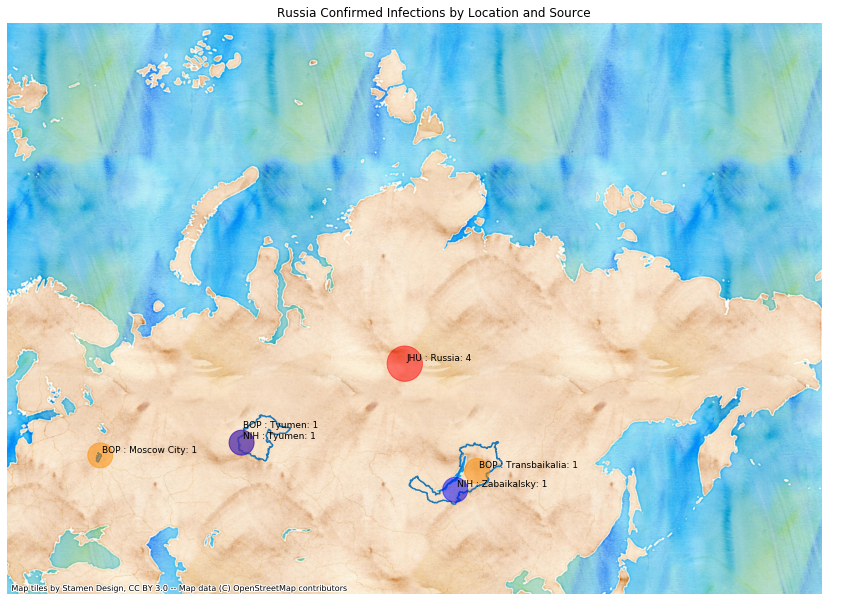 Russia Confirmed Infections by Location and Source
JHU : Russia: 4
BOP : Tyumen: 1
NIH : Tyumen: 1
BOP : Moscow City: 1
BOP : Transbaikalia: 1
NIH : Zabaikalsky: 1
Map tiles by Stamen Design, CC BY 3.0 -- Map data (C) OpenStreetMap contributors